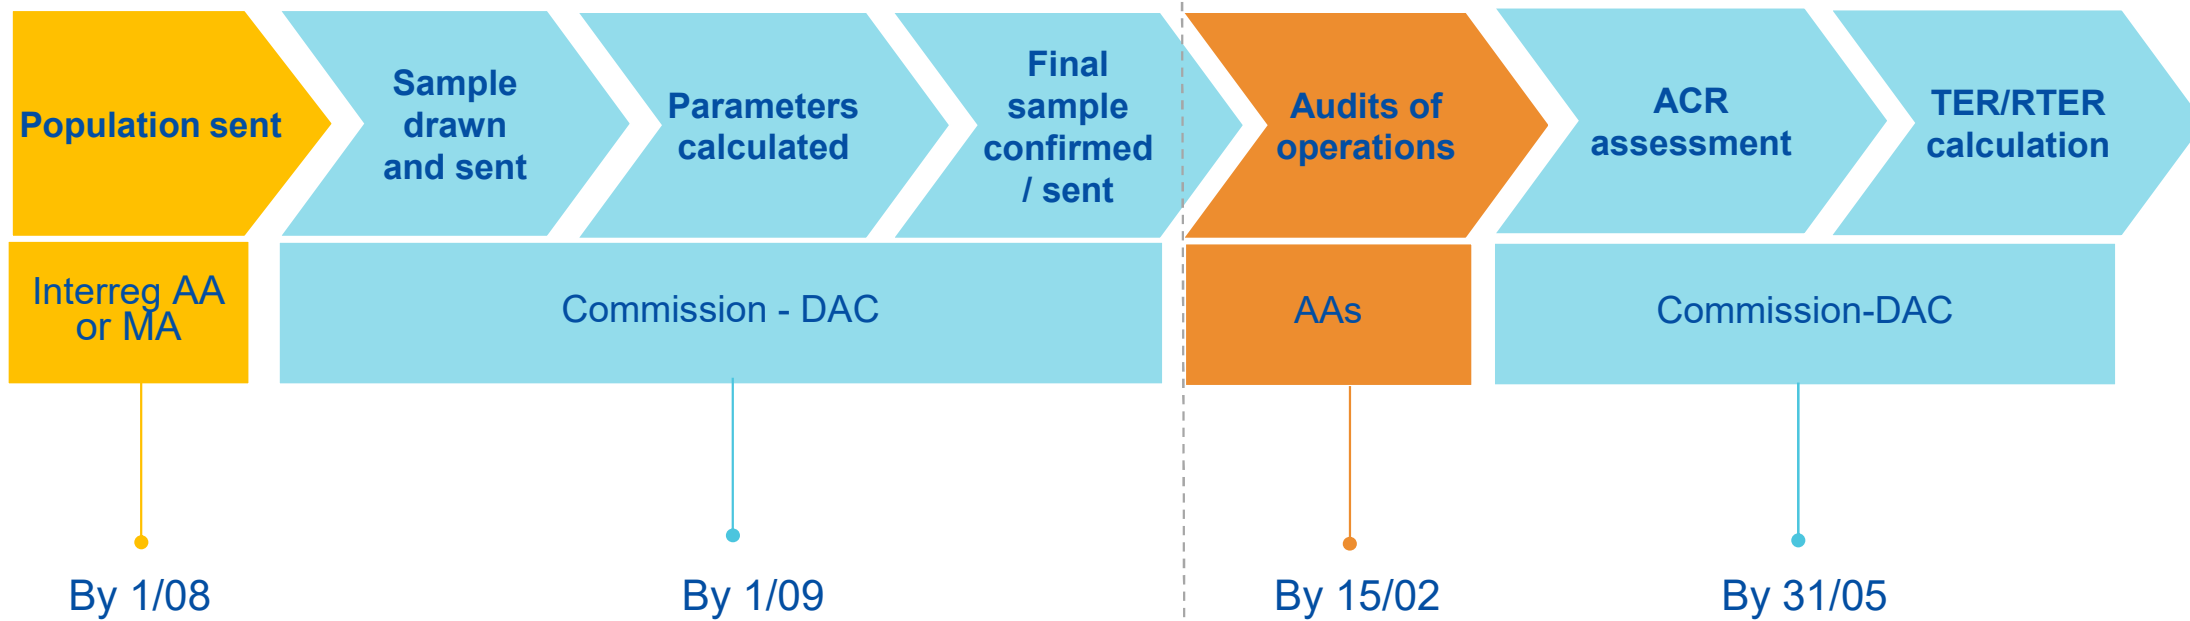 Population sent
Sample
drawn
and sent
Parameters
calculated
Final
sample
confirmed
/ sent
Audits of
operations
ACR
assessment
TER/RTER
calculation
Interreg AA
or MA
Commission - DAC
AAs
Commission-DAC
By 1/08
By 1/09
By 15/02
By 31/05